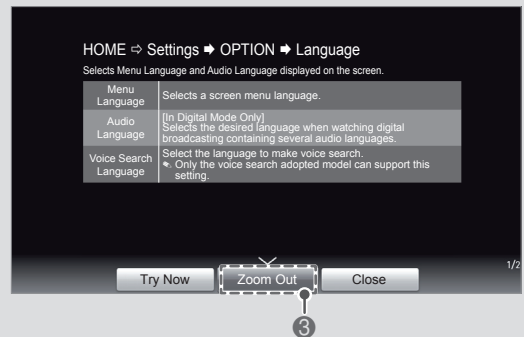 HOME ⇨ Settings ➡ OPTION ➡ Language
Selects Menu Language and Audio Language displayed on the screen.
Menu
Language
Selects a screen menu language.
Audio
Language
[In Digital Mode Only]
Selects the desired language when watching digital
broadcasting containing several audio languages.
Voice Search
Language
Select the language to make voice search.
Only the voice search adopted model can support this
setting.
1/2
Try Now
Zoom Out
Close
3